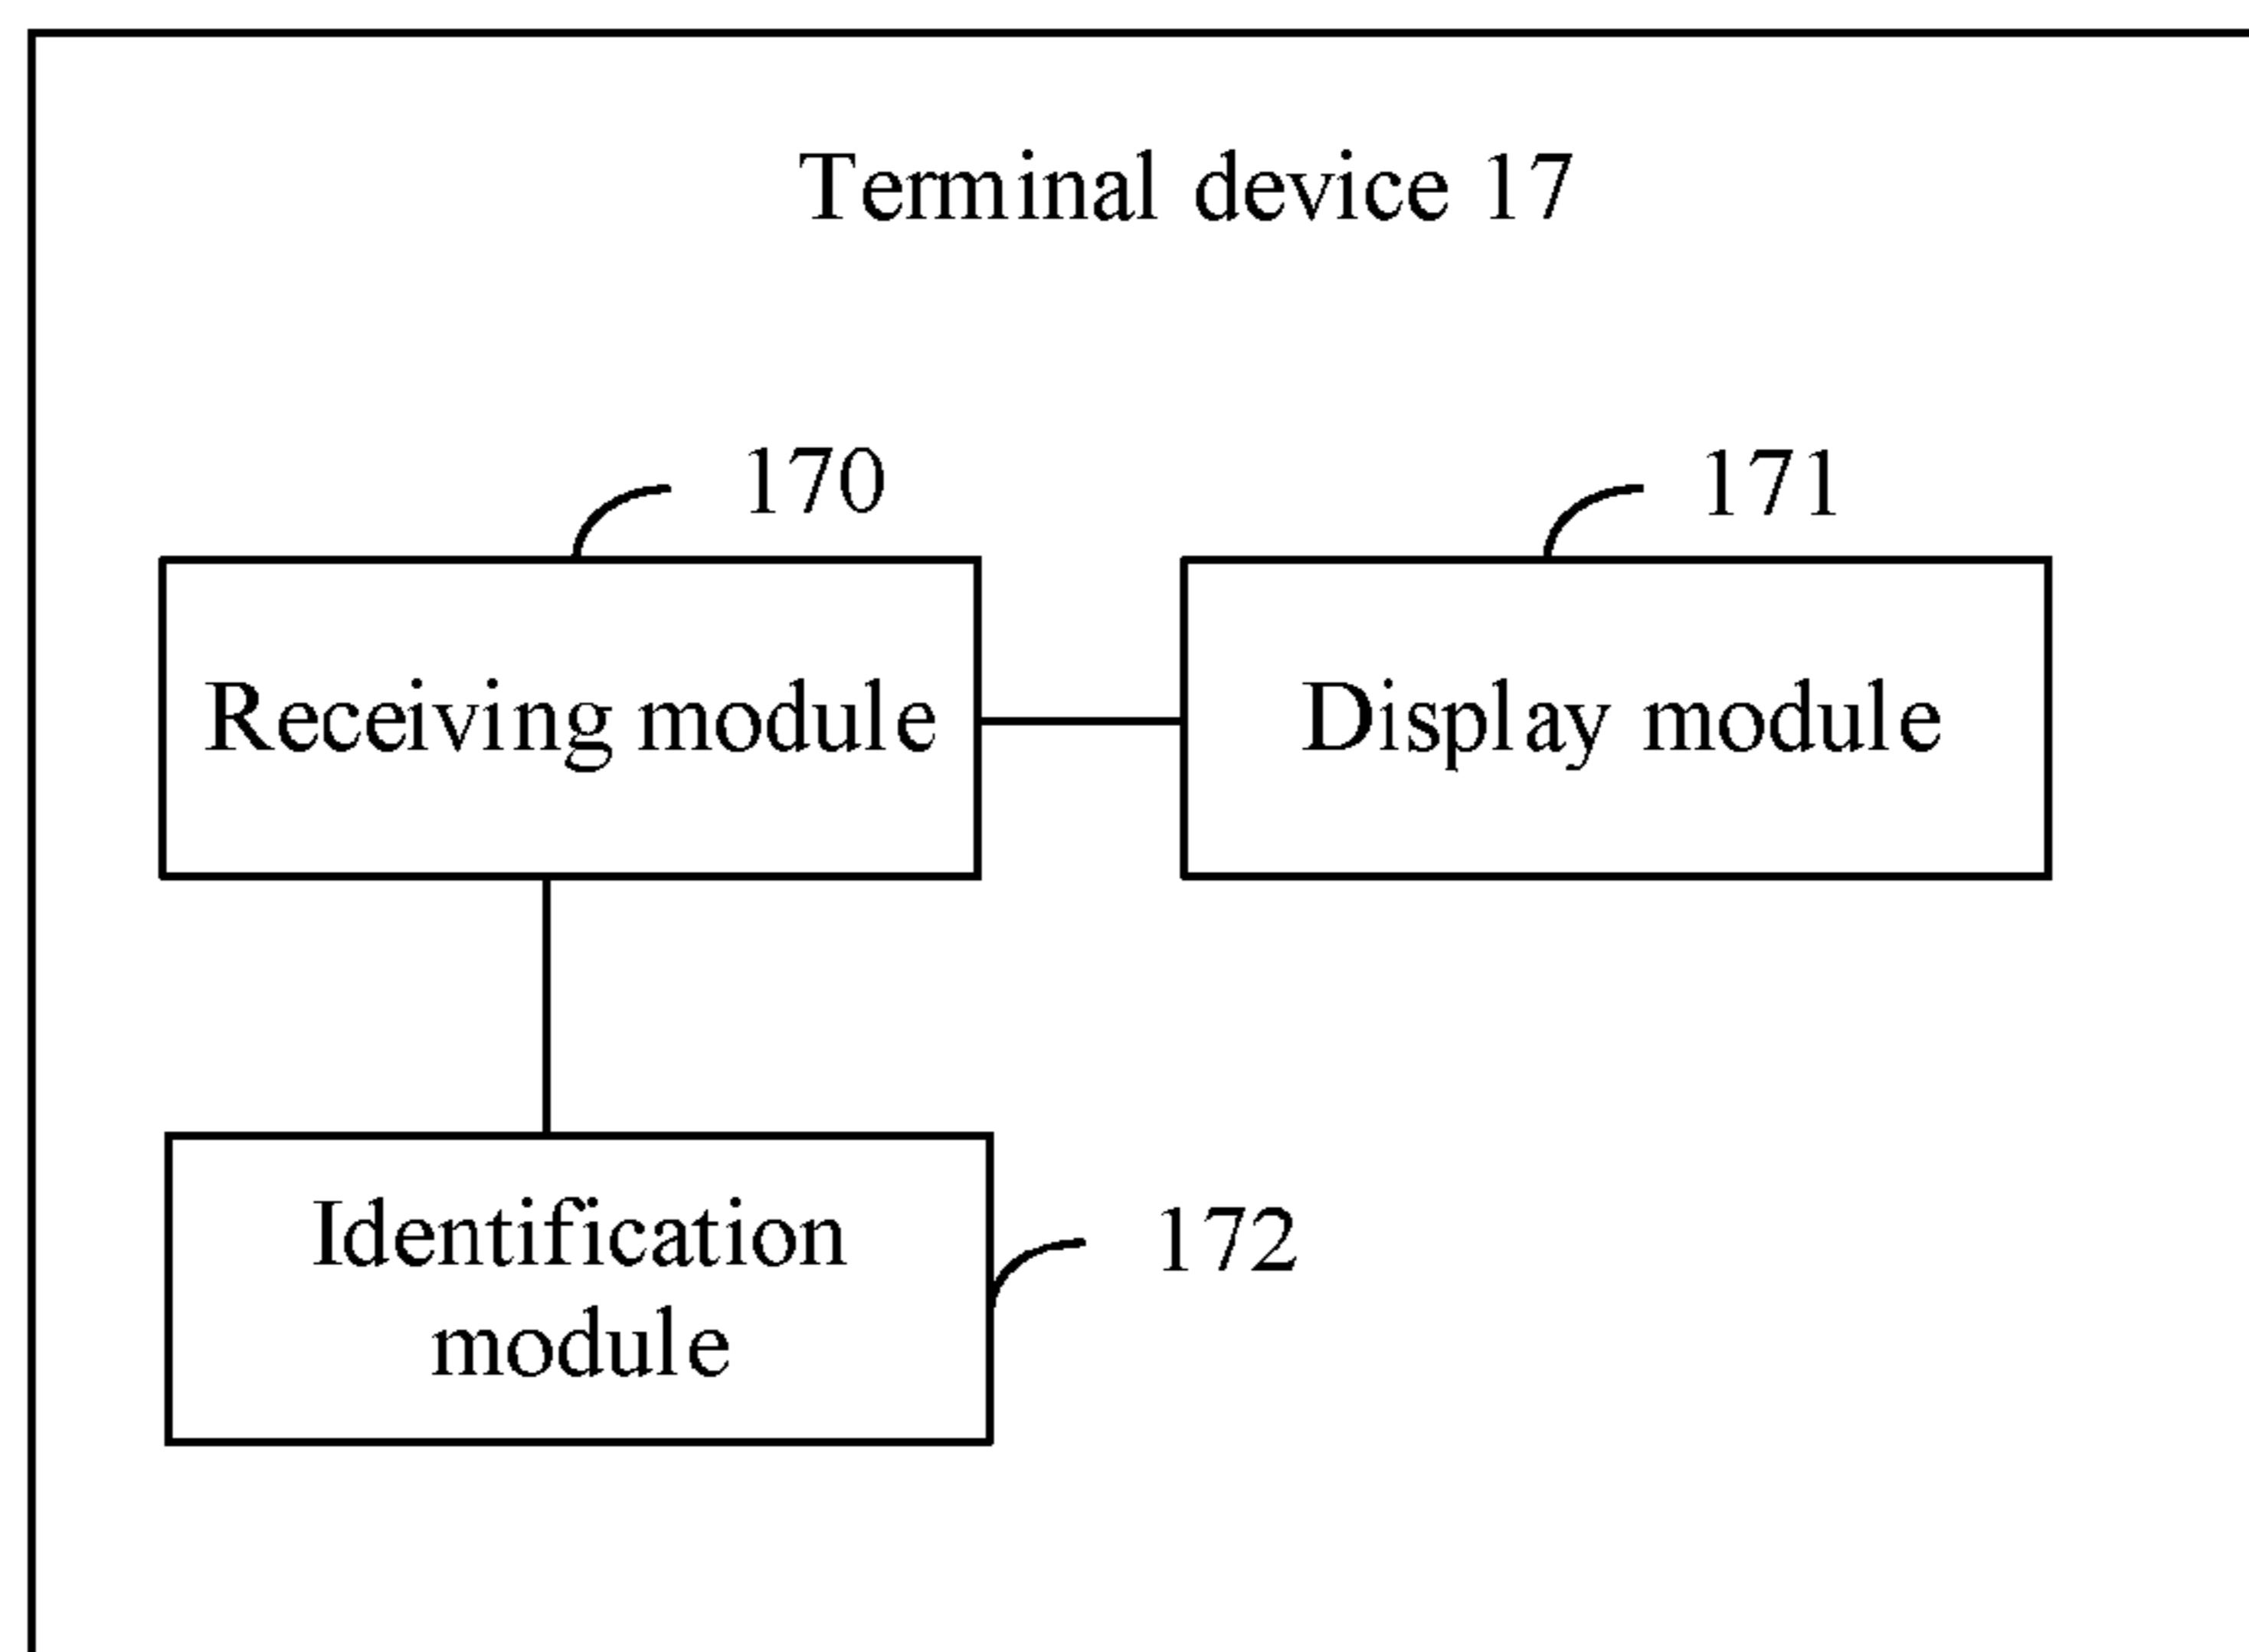 Terminal device 17
170
171
Receiving module
Display module
Identification
module
172